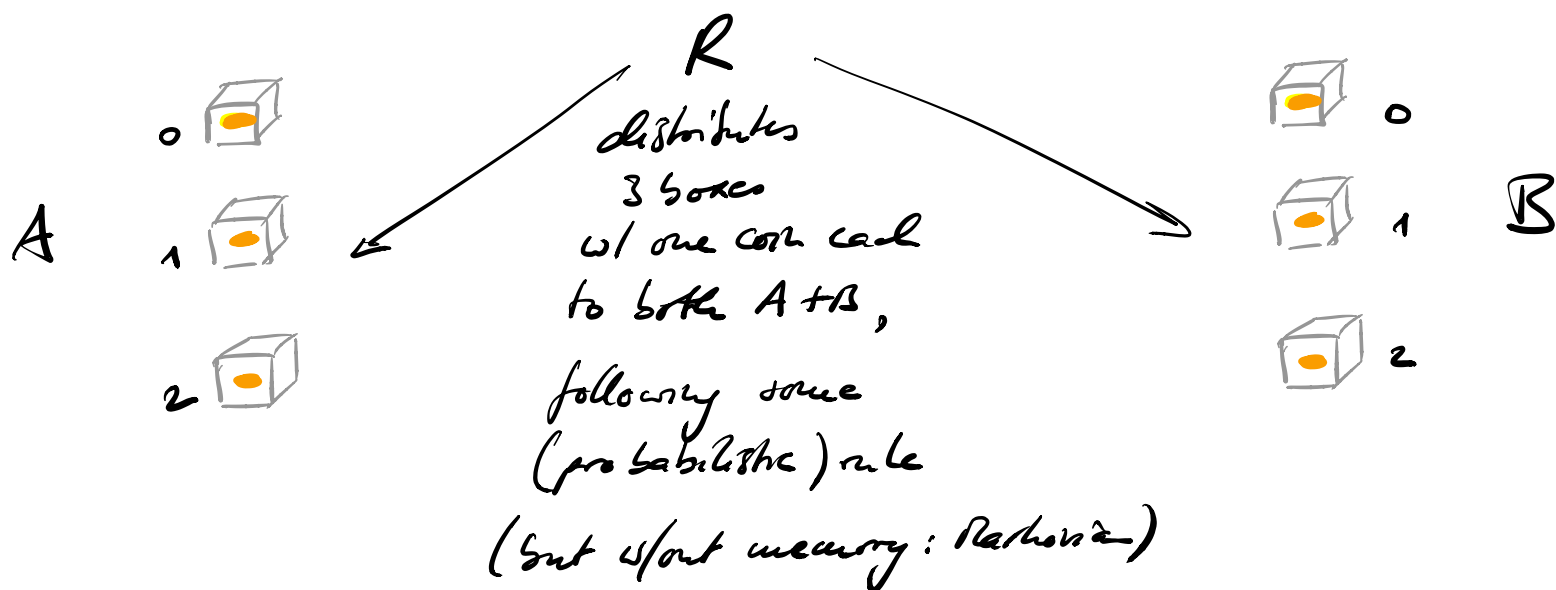 R
distributes
0 0
3 boxes
A 1 w/ one coin each 1 B
to both A + B,
2 2
following some
(probabilistic) rule
(but w/out memory: Markovian)